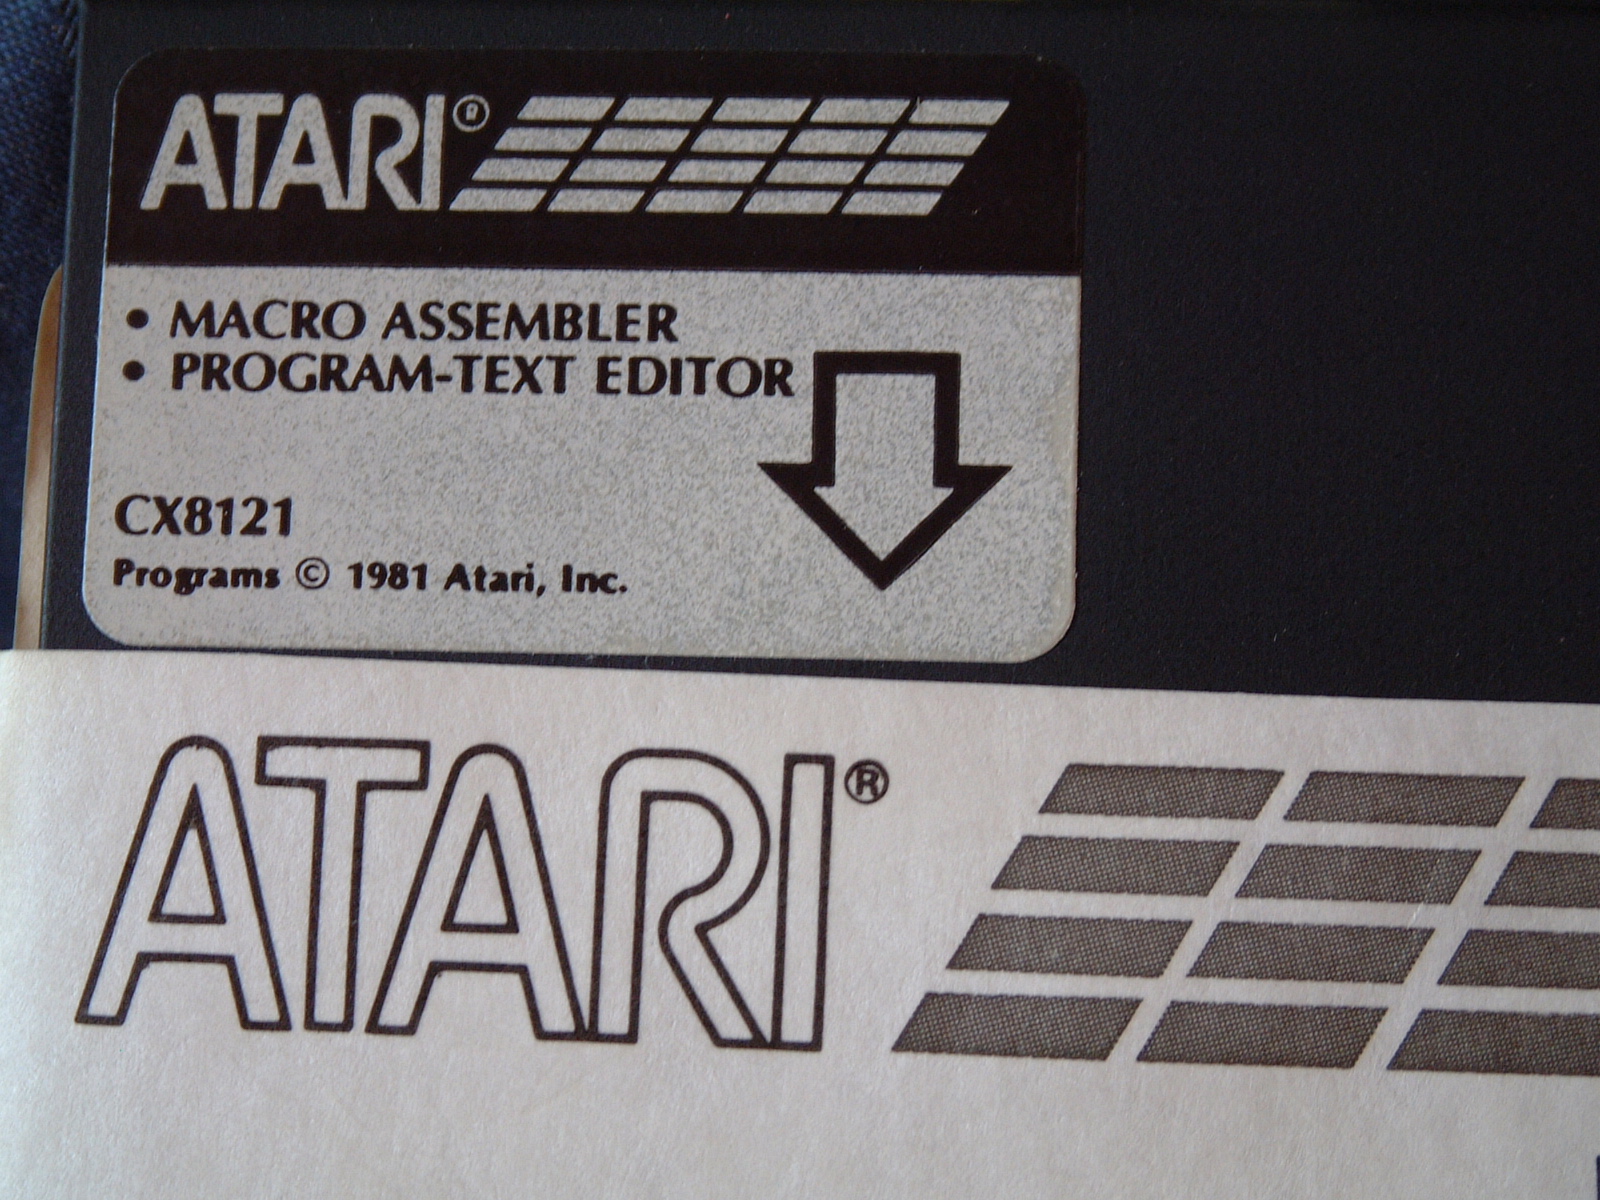 ATARI®
• MACRO ASSEMBLER
• PROGRAM-TEXT EDITOR
CX8121
Programs © 1981 Atari, Inc.
ATARI®